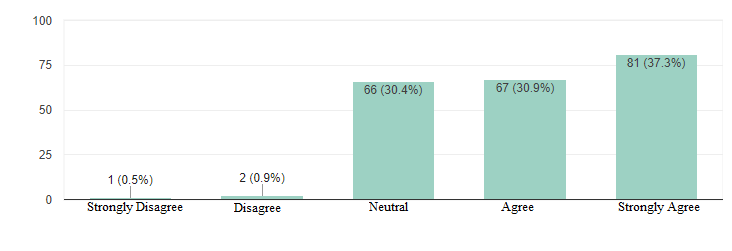 100
75
50
25
0
1 (0.5%)
2 (0.9%)
66 (30.4%)
67 (30.9%)
81 (37.3%)
Strongly Disagree
Disagree
Neutral
Agree
Strongly Agree